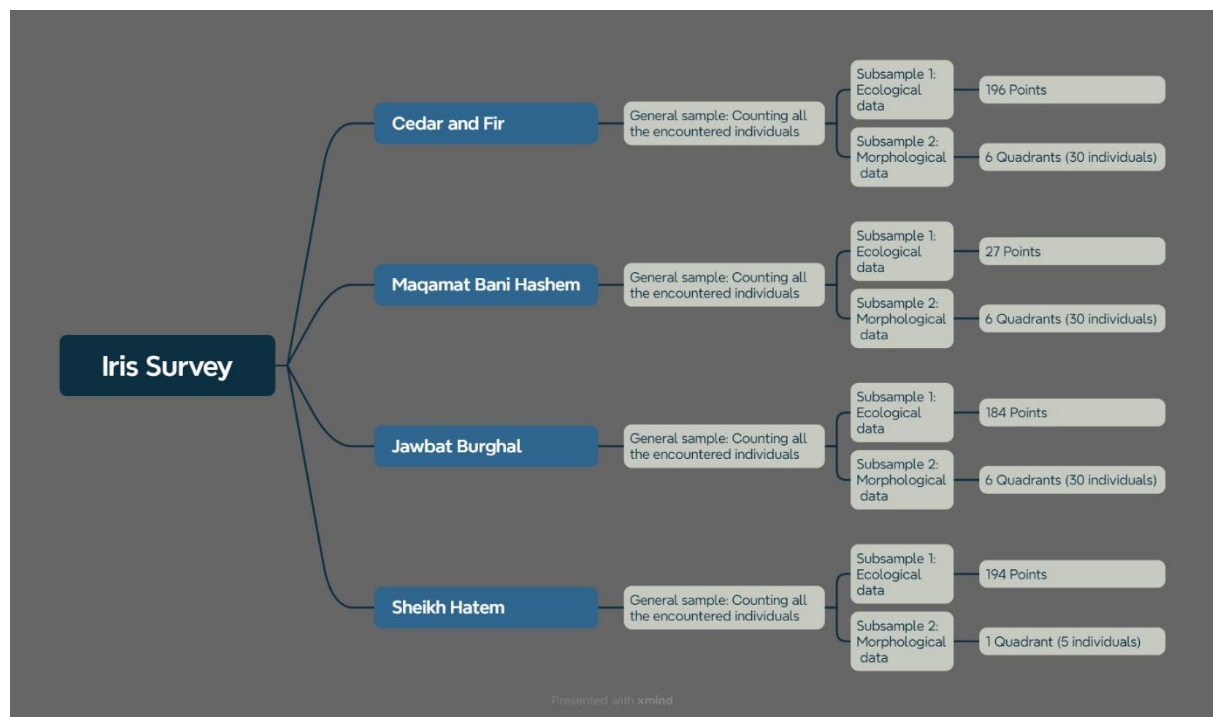 Iris Survey
Cedar and Fir
General sample: Counting all
the encountered individuals
Subsample 1:
Ecological
data
196 Points
Subsample 2:
Morphological
data
6 Quadrants (30 individuals)
Maqamat Bani Hashem
General sample: Counting all
the encountered individuals
Subsample 1:
Ecological
data
27 Points
Subsample 2:
Morphological
data
6 Quadrants (30 individuals)
Jawbat Burghal
General sample: Counting all
the encountered individuals
Subsample 1:
Ecological
data
184 Points
Subsample 2:
Morphological
data
6 Quadrants (30 individuals)
Sheikh Hatem
General sample: Counting all
the encountered individuals
Subsample 1:
Ecological
data
194 Points
Subsample 2:
Morphological
data
1 Quadrant (5 individuals)
Presented with xmind